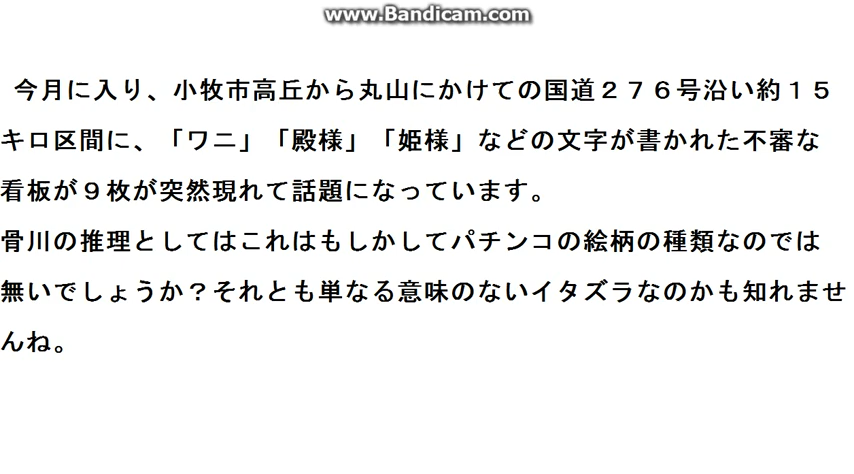 www.Bandicam.com
今月に入り、小牧市高丘から丸山にかけての国道２７６号沿い約１５
キロ区間に、「ワニ」「殿様」「姫様」などの文字が書かれた不審な
看板が９枚が突然現れて話題になっています。
骨川の推理としてはこれはもしかしてパチンコの絵柄の種類なのでは
無いでしょうか？それとも単なる意味のないイタズラなのかも知れませ
んね。